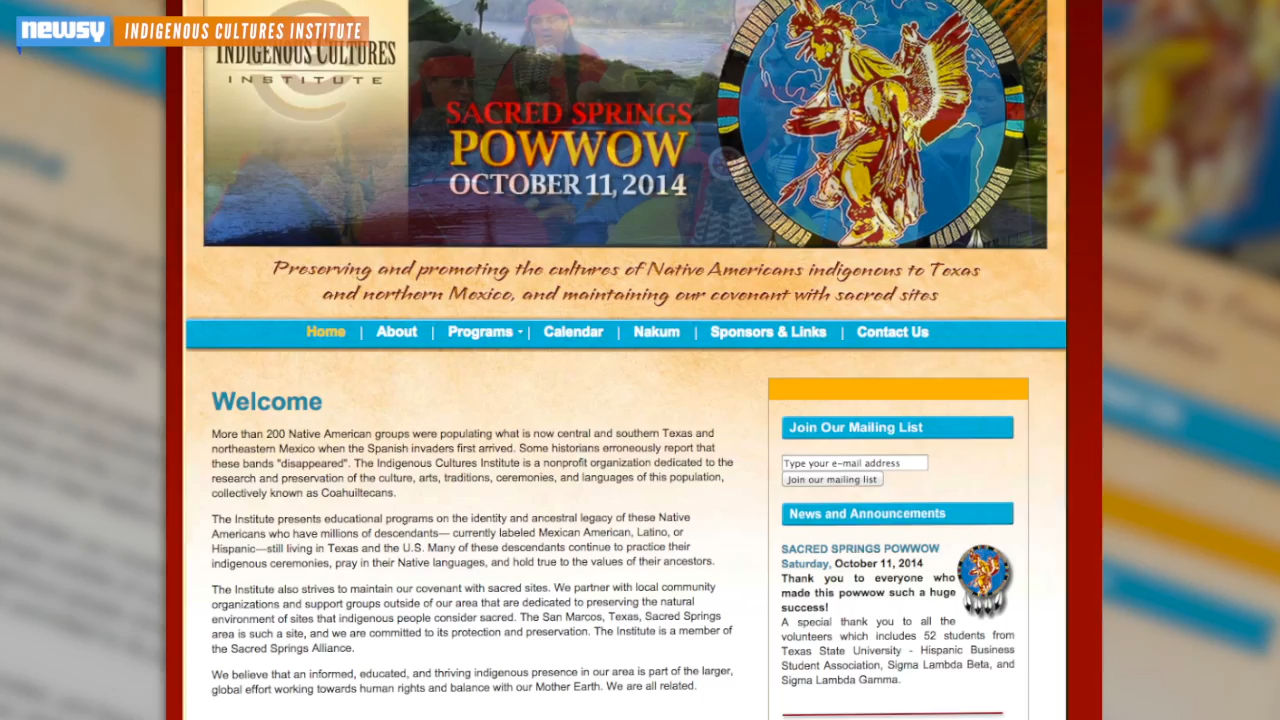 newsy INDIGENOUS CULTURES INSTITUTE
INDIGENOUS CULTURES
INSTITUTE
SACRED SPRINGS
POWWOW
OCTOBER 11, 2014
Preserving and promoting the cultures of Native Americans indigenous to Texas
and northern Mexico, and maintaining our covenant with sacred sites
Home | About | Programs | Calendar | Nakum | Sponsors & Links | Contact Us
Welcome
More than 200 Native American groups were populating what is now central and southern Texas and
northeastern Mexico when the Spanish invaders first arrived. Some historians erroneously report that
these bands "disappeared". The Indigenous Cultures Institute is a nonprofit organization dedicated to the
research and preservation of the culture, arts, traditions, ceremonies, and languages of this population,
collectively known as Coahuiltecans.
The Institute presents educational programs on the identity and ancestral legacy of these Native
Americans who have millions of descendants— currently labeled Mexican American, Latino, or
Hispanic—still living in Texas and the U.S. Many of these descendants continue to practice their
indigenous ceremonies, pray in their Native languages, and hold true to the values of their ancestors.
The Institute also strives to maintain our covenant with sacred sites. We partner with local community
organizations and support groups outside of our area that are dedicated to preserving the natural
environment of sites that indigenous people consider sacred. The San Marcos, Texas, Sacred Springs
area is such a site, and we are committed to its protection and preservation. The Institute is a member of
the Sacred Springs Alliance.
We believe that an informed, educated, and thriving indigenous presence in our area is part of the larger,
global effort working towards human rights and balance with our Mother Earth. We are all related.
Join Our Mailing List
Type your e-mail address
Join our mailing list
News and Announcements
SACRED SPRINGS POWWOW
Saturday, October 11, 2014
Thank you to everyone who
made this powwow such a huge
success!
A special thank you to all the
volunteers which includes 52 students from
Texas State University - Hispanic Business
Student Association, Sigma Lambda Beta, and
Sigma Lambda Gamma.